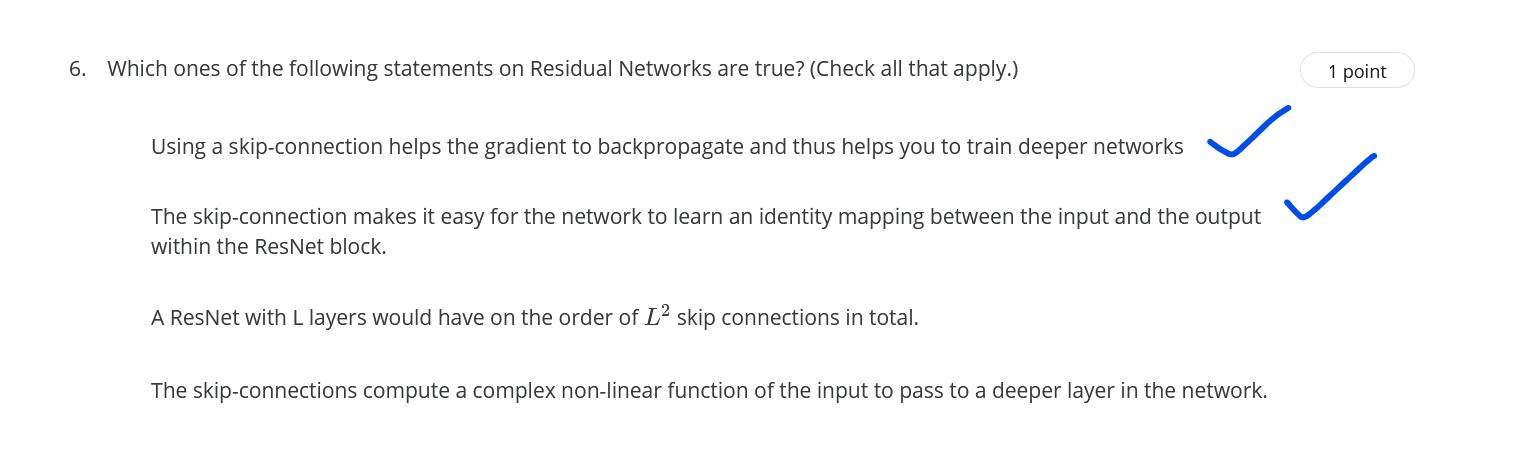 6. Which ones of the following statements on Residual Networks are true? (Check all that apply.)
1 point
Using a skip-connection helps the gradient to backpropagate and thus helps you to train deeper networks
The skip-connection makes it easy for the network to learn an identity mapping between the input and the output
within the ResNet block.
A ResNet with L layers would have on the order of L² skip connections in total.
The skip-connections compute a complex non-linear function of the input to pass to a deeper layer in the network.